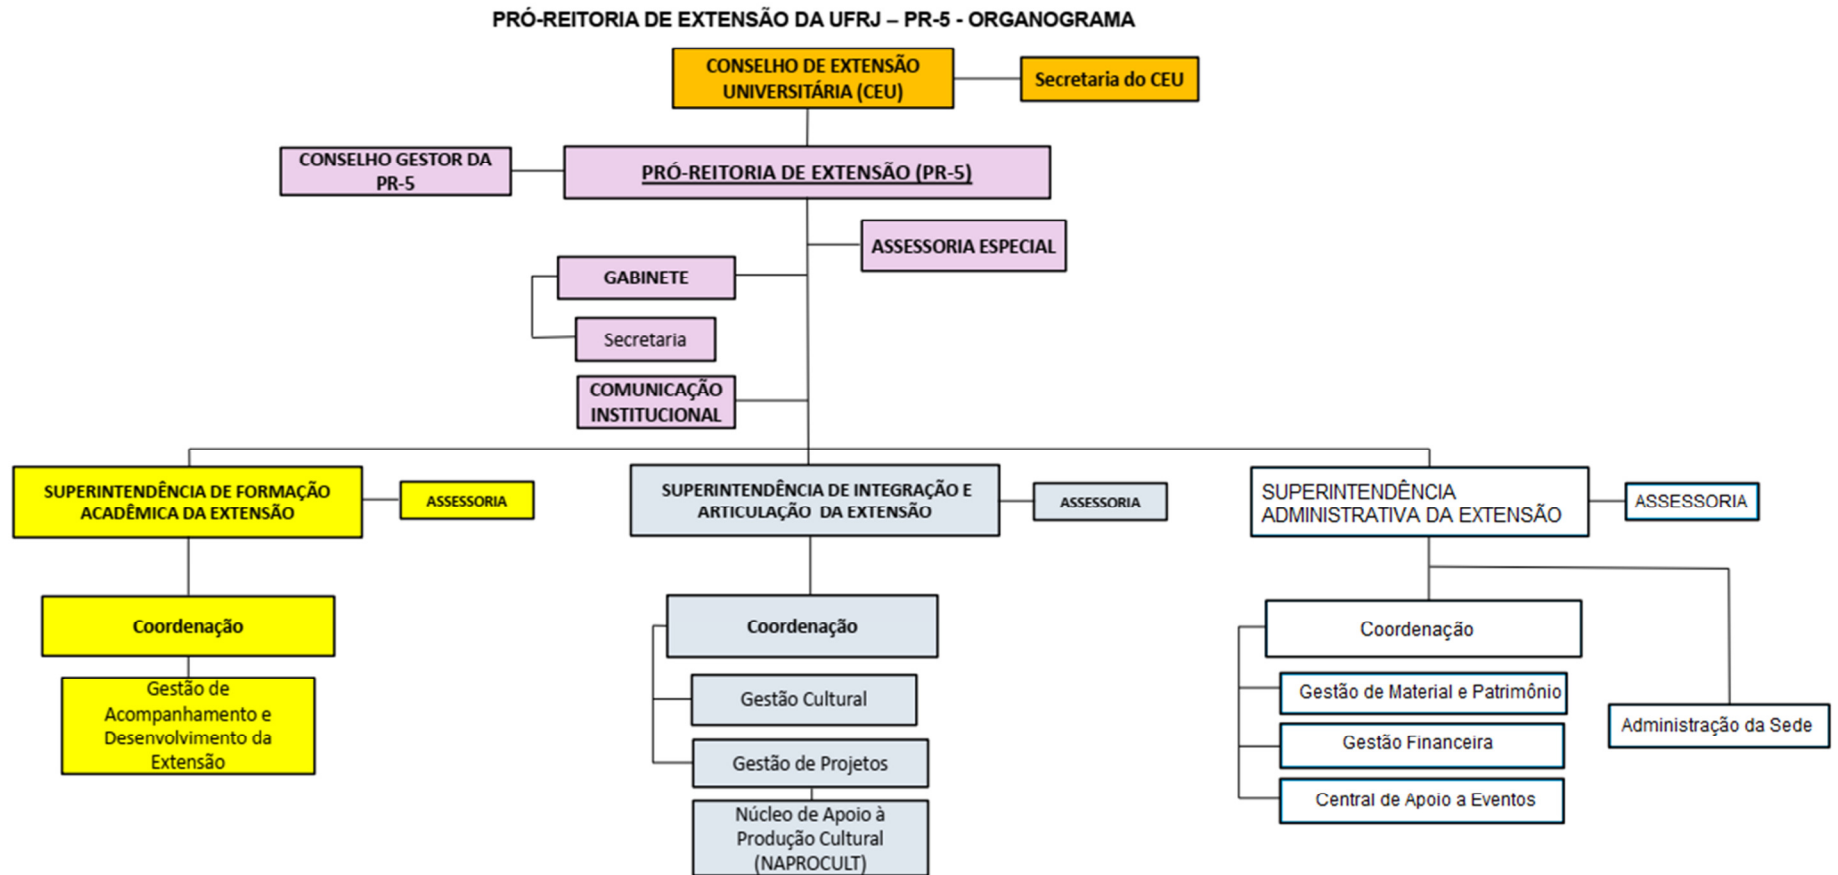 PRÓ-REITORIA DE EXTENSÃO DA UFRJ – PR-5 - ORGANOGRAMA
CONSELHO DE EXTENSÃO
UNIVERSITÁRIA (CEU)
Secretaria do CEU
CONSELHO GESTOR DA
PR-5
PRÓ-REITORIA DE EXTENSÃO (PR-5)
ASSESSORIA ESPECIAL
GABINETE
Secretaria
COMUNICAÇÃO
INSTITUCIONAL
SUPERINTENDÊNCIA DE FORMAÇÃO
ACADÊMICA DA EXTENSÃO
ASSESSORIA
SUPERINTENDÊNCIA DE INTEGRAÇÃO E
ARTICULAÇÃO DA EXTENSÃO
ASSESSORIA
SUPERINTENDÊNCIA
ADMINISTRATIVA DA EXTENSÃO
ASSESSORIA
Coordenação
Gestão de
Acompanhamento e
Desenvolvimento da
Extensão
Coordenação
Gestão Cultural
Gestão de Projetos
Núcleo de Apoio à
Produção Cultural
(NAPROCULT)
Coordenação
Gestão de Material e Patrimônio
Gestão Financeira
Central de Apoio a Eventos
Administração da Sede